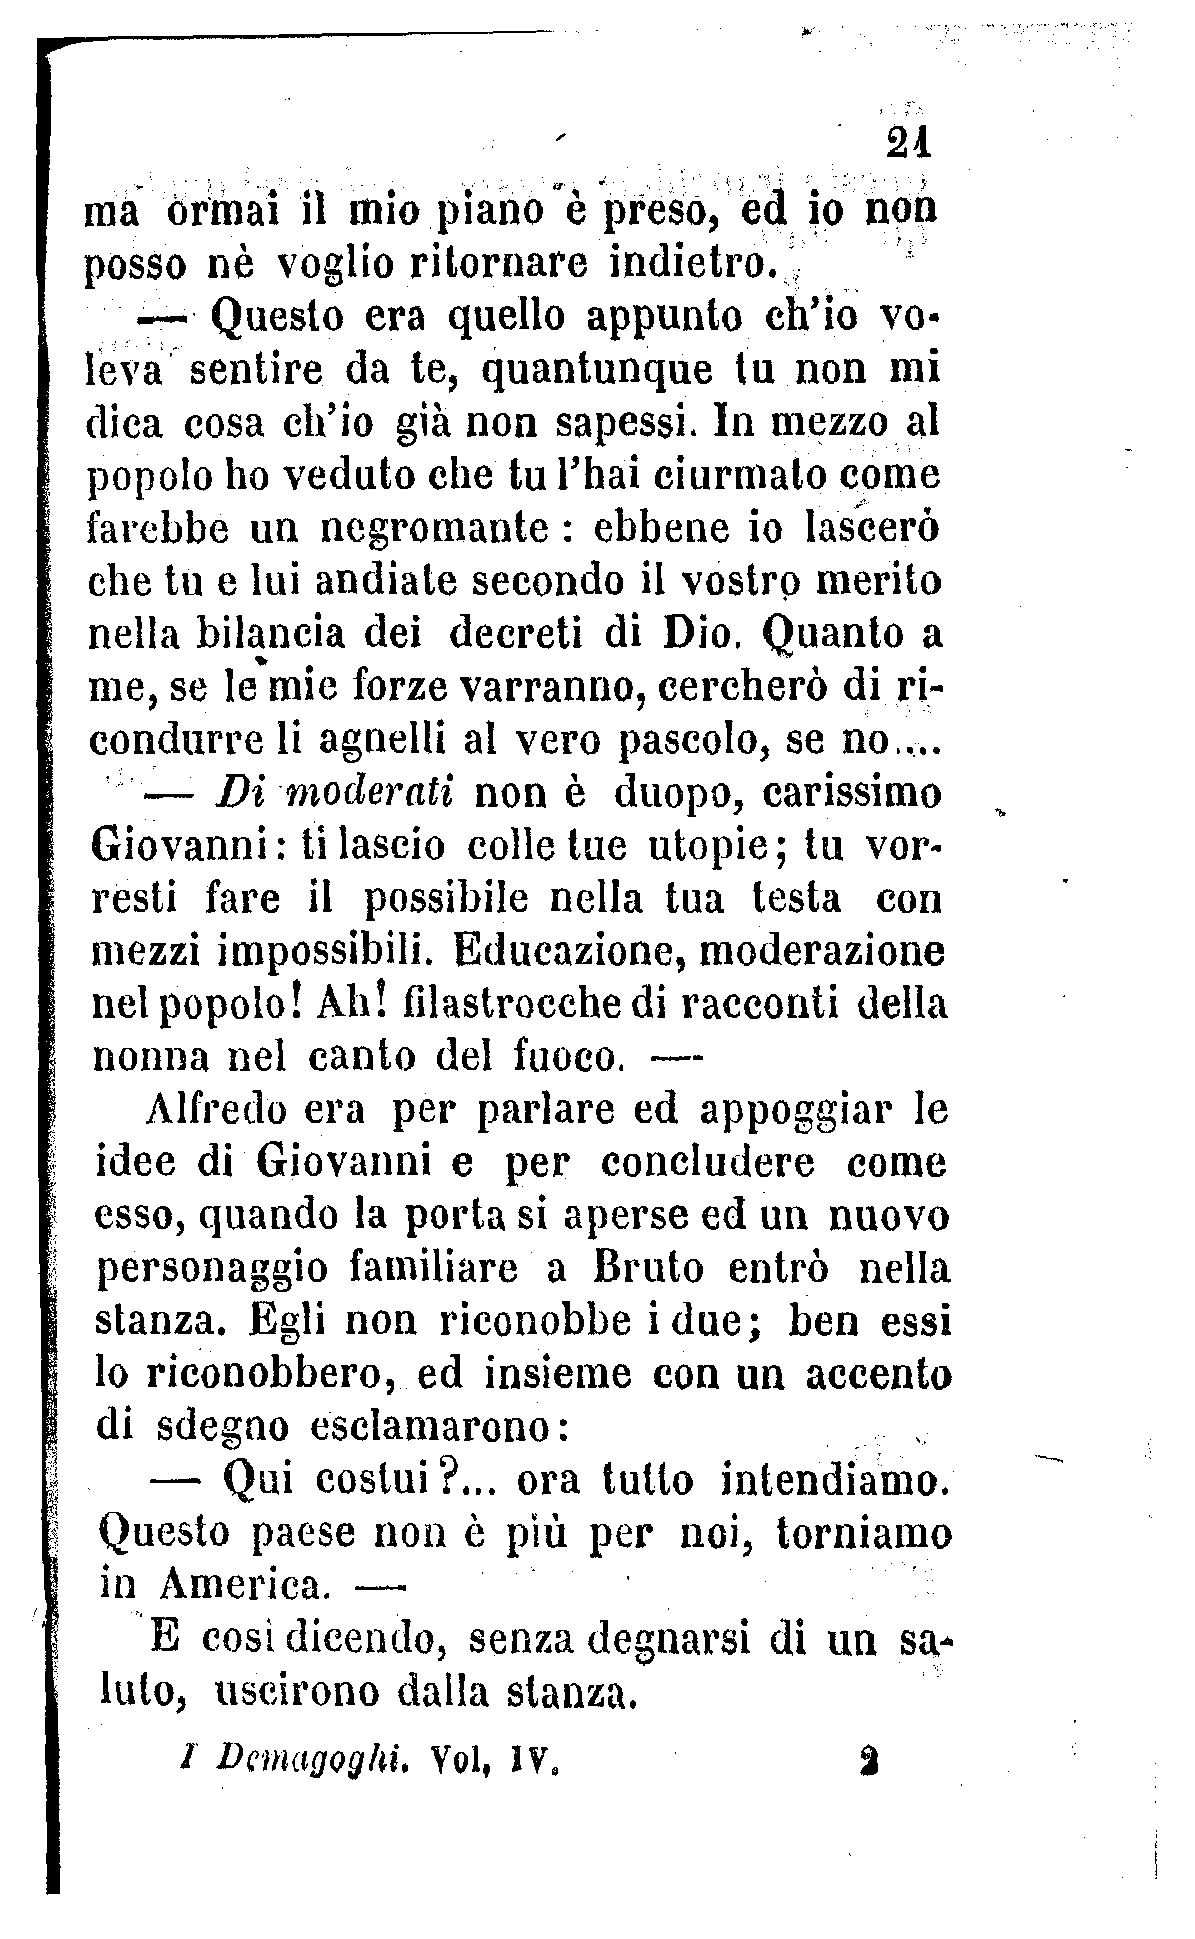 21
ma ormai il mio piano è preso, ed io non
posso nè voglio ritornare indietro.
— Questo era quello appunto ch'io vo-
leva sentire da te, quantunque tu non mi
dica cosa ch'io già non sapessi. In mezzo al
popolo ho veduto che tu l'hai ciurmato come
farebbe un negromante : ebbene io lascerò
che tu e lui andiate secondo il vostro merito
nella bilancia dei decreti di Dio. Quanto a
me, se le mie forze varranno, cercherò di ri-
condurre li agnelli al vero pascolo, se no....
— Di moderati non è duopo, carissimo
Giovanni: ti lascio colle tue utopie; tu vor-
resti fare il possibile nella tua testa con
mezzi impossibili. Educazione, moderazione
nel popolo! Ah! filastrocche di racconti della
nonna nel canto del fuoco. —
Alfredo era per parlare ed appoggiar le
idee di Giovanni e per concludere come
esso, quando la porta si aperse ed un nuovo
personaggio familiare a Bruto entrò nella
stanza. Egli non riconobbe i due; ben essi
lo riconobbero, ed insieme con un accento
di sdegno esclamarono:
— Qui costui?... ora tutto intendiamo.
Questo paese non è più per noi, torniamo
in America. —
E così dicendo, senza degnarsi di un sa-
luto, uscirono dalla stanza.
I Demagoghi. Vol, IV. 2